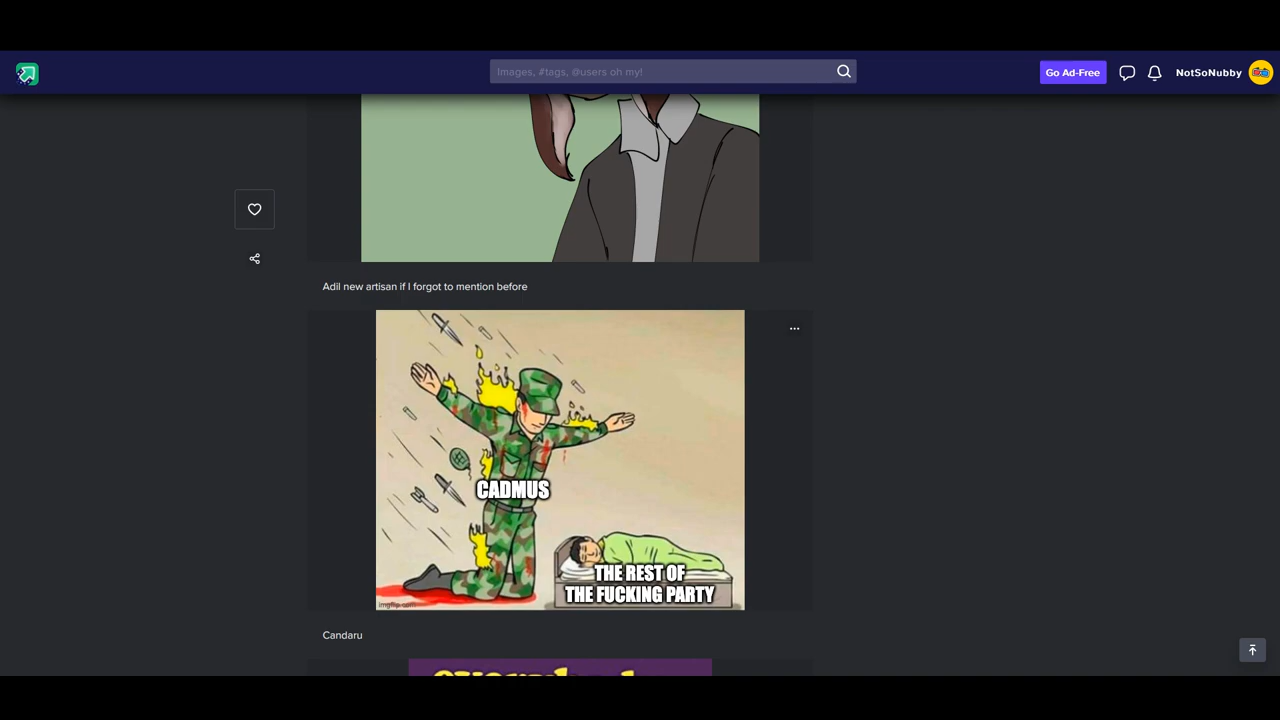 Images, #tags, @users oh my!
Go Ad-Free
NotSoNubby
Adil new artisan if I forgot to mention before
CADMUS
THE REST OF
THE FUCKING PARTY
imgflip.com
Candaru